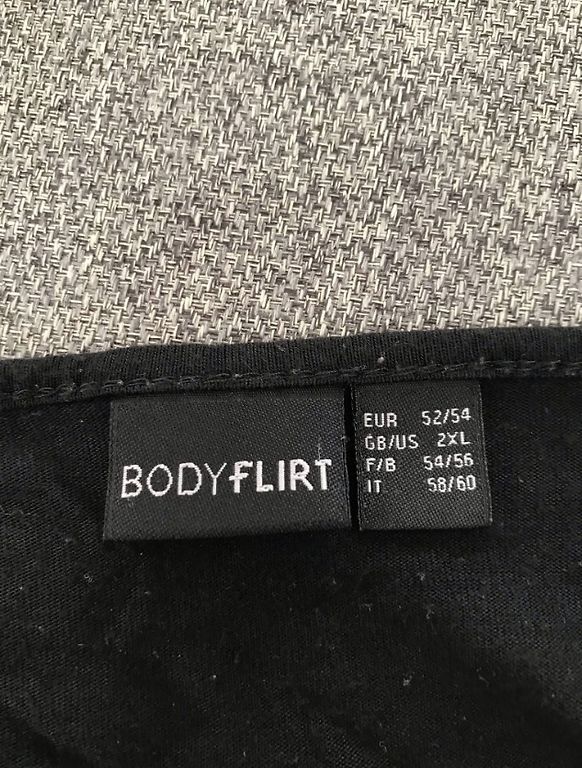 BODYFLIRT
EUR 52/54
GB/US 2XL
F/B 54/56
IT 58/60